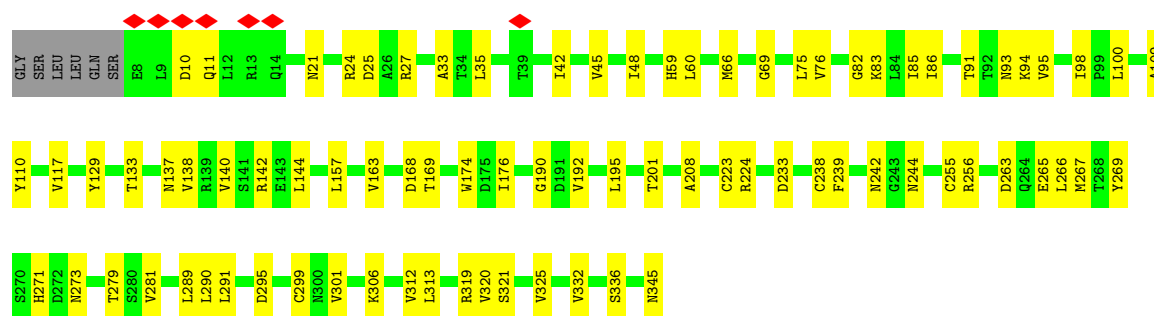 GLY SER LEU LEU GLN SER E8 L9 D10 Q11 L12 R13 Q14 N21 R24 D25 A26 R27 A33 T34 L35 T39 I42 V45 I48 H59 L60 M66 G69 L75 V76 G82 K83 L84 I85 I86 T91 T92 N93 K94 V95 I98 P99 L100
Y110 V117 Y129 T133 N137 V138 R139 V140 S141 R142 E143 L144 L157 V163 D168 T169 W174 D175 I176 G190 D191 V192 L195 T201 A208 C223 R224 D233 C238 F239 N242 G243 N244 C255 R256 D263 Q264 E265 L266 M267 T268 Y269
S270 H271 D272 N273 T279 S280 V281 L289 L290 L291 D295 C299 N300 V301 K306 V312 L313 R319 V320 S321 V325 V332 S336 N345